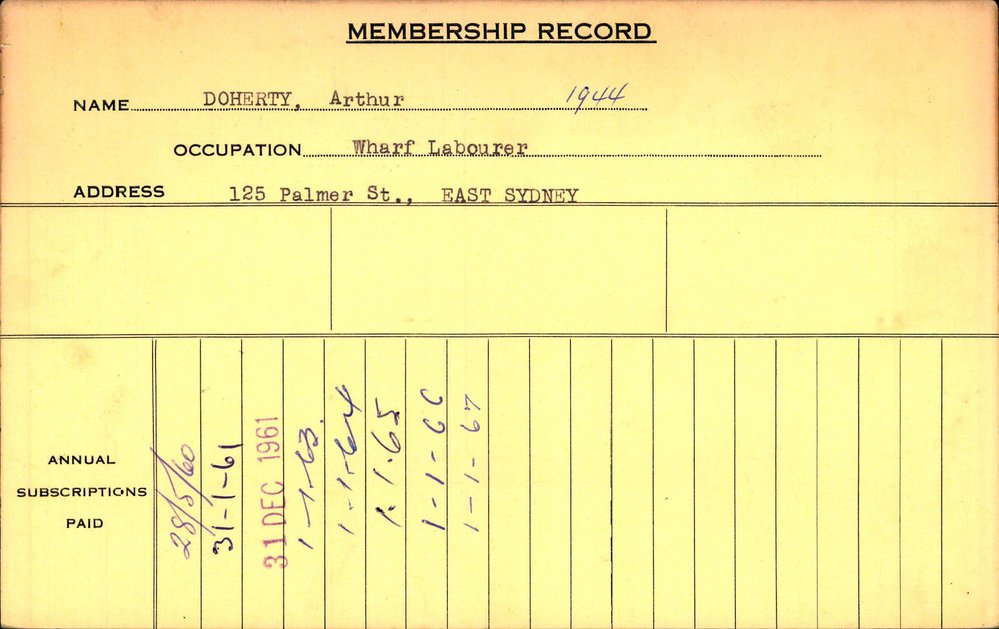 MEMBERSHIP RECORD
NAME DOHERTY, Arthur 1944
OCCUPATION Wharf Labourer
ADDRESS 125 Palmer St., EAST SYDNEY
ANNUAL
SUBSCRIPTIONS
PAID
28/5/60
31-1-61
31 DEC 1961
1-1-63.
1-1-64
1.1.65
1-1-66
1-1-67